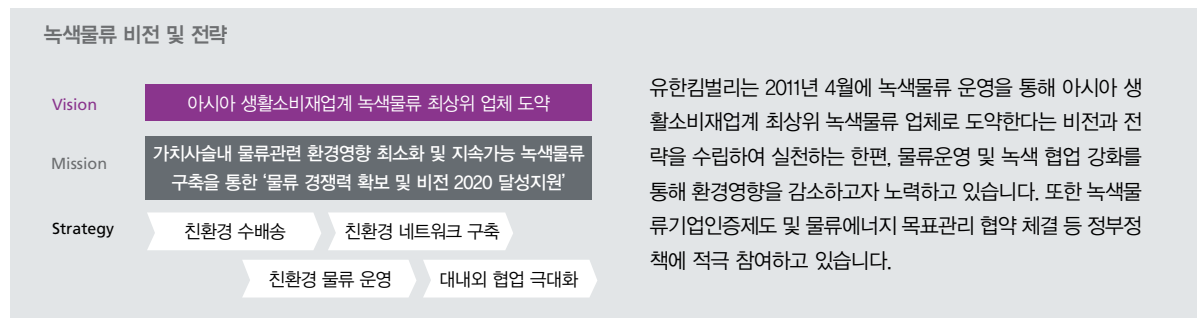 녹색물류 비전 및 전략
Vision
아시아 생활소비재업계 녹색물류 최상위 업체 도약
Mission
가치사슬내 물류관련 환경영향 최소화 및 지속가능 녹색물류
구축을 통한 ‘물류 경쟁력 확보 및 비전 2020 달성지원’
Strategy
친환경 수배송
친환경 네트워크 구축
친환경 물류 운영
대내외 협업 극대화
유한킴벌리는 2011년 4월에 녹색물류 운영을 통해 아시아 생
활소비재업계 최상위 녹색물류 업체로 도약한다는 비전과 전
략을 수립하여 실천하는 한편, 물류운영 및 녹색 협업 강화를
통해 환경영향을 감소하고자 노력하고 있습니다. 또한 녹색물
류기업인증제도 및 물류에너지 목표관리 협약 체결 등 정부정
책에 적극 참여하고 있습니다.